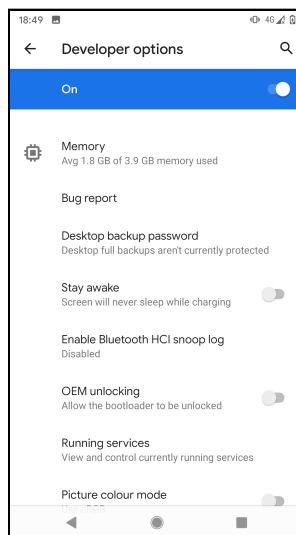 18:49 4G
Developer options
On
Memory
Avg 1.8 GB of 3.9 GB memory used
Bug report
Desktop backup password
Desktop full backups aren't currently protected
Stay awake
Screen will never sleep while charging
Enable Bluetooth HCI snoop log
Disabled
OEM unlocking
Allow the bootloader to be unlocked
Running services
View and control currently running services
Picture colour mode
Use sRGB